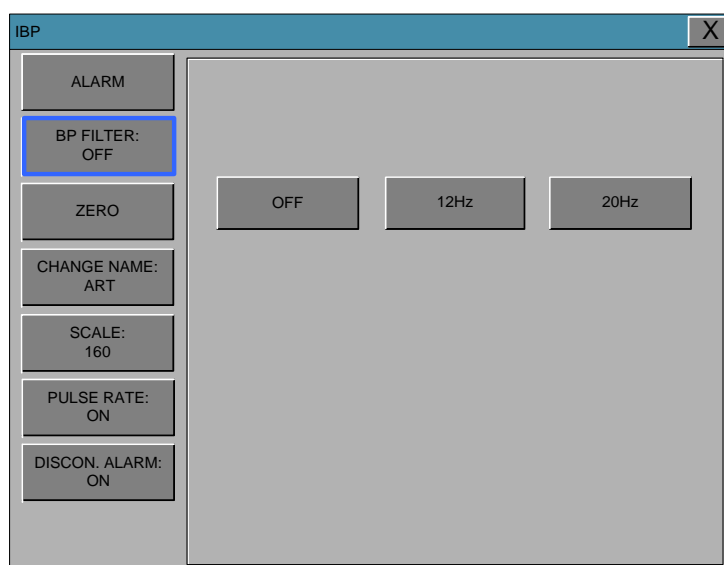 IBP
X
ALARM
BP FILTER:
OFF
ZERO
CHANGE NAME:
ART
SCALE:
160
PULSE RATE:
ON
DISCON. ALARM:
ON
OFF
12Hz
20Hz